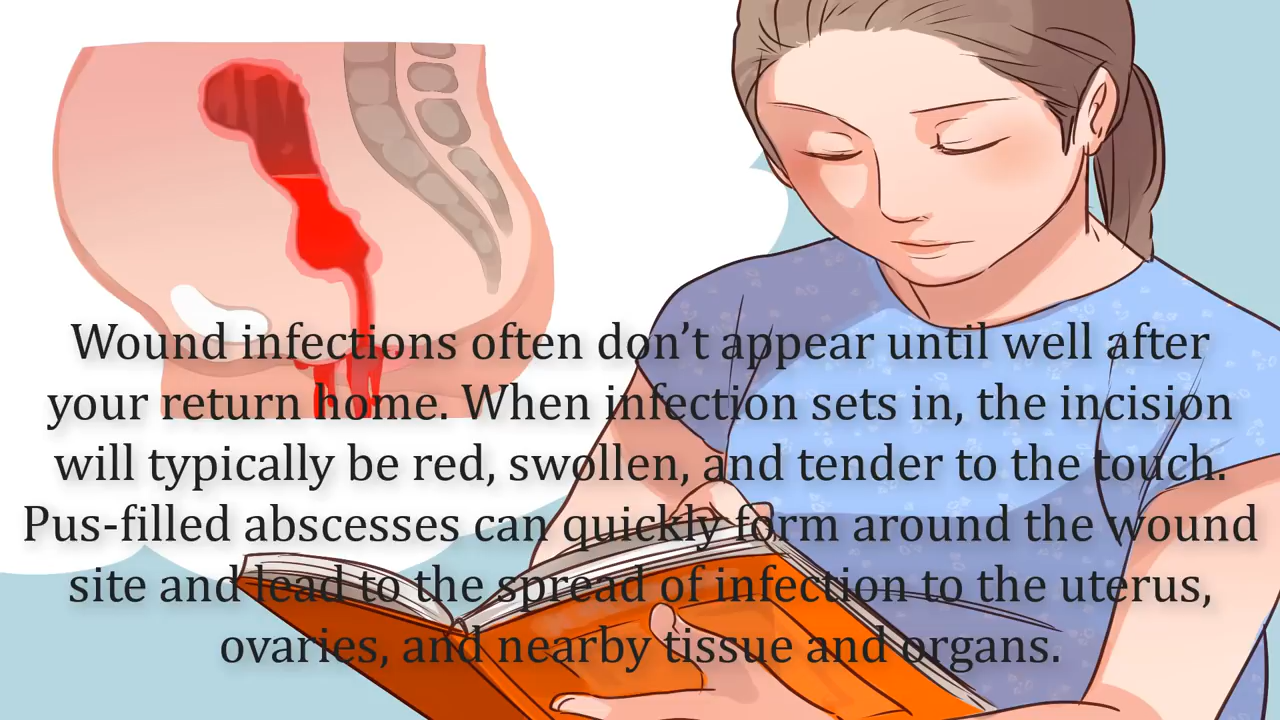 Wound infections often don’t appear until well after
your return home. When infection sets in, the incision
will typically be red, swollen, and tender to the touch.
Pus-filled abscesses can quickly form around the wound
site and lead to the spread of infection to the uterus,
ovaries, and nearby tissue and organs.